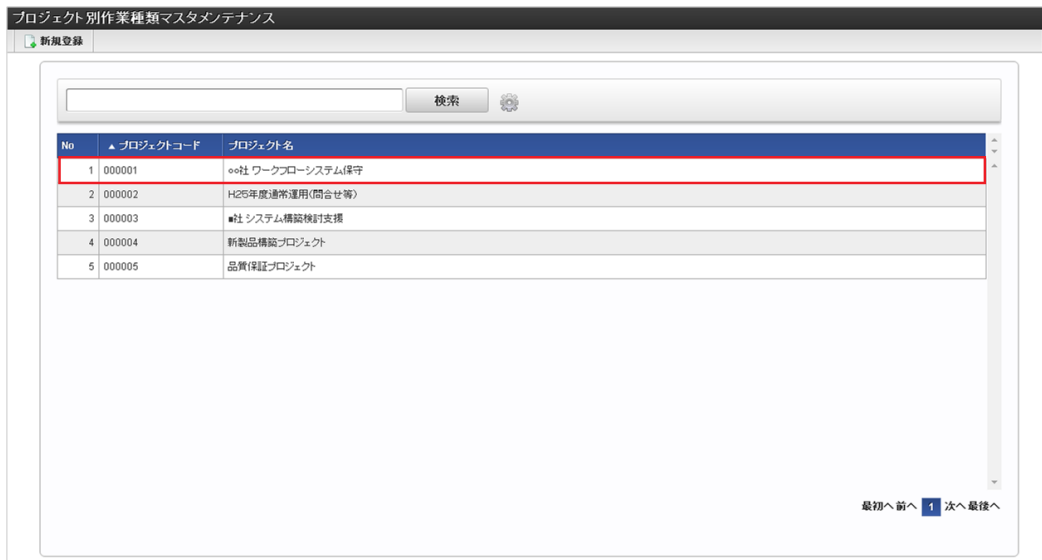 プロジェクト別作業種類マスタメンテナンス
新規登録
検索
No ▲ プロジェクトコード プロジェクト名
1 000001 ○○社 ワークフローシステム保守
2 000002 H25年度通常運用(問合せ等)
3 000003 ■社 システム構築検討支援
4 000004 新製品構築プロジェクト
5 000005 品質保証プロジェクト
最初へ 前へ 1 次へ 最後へ